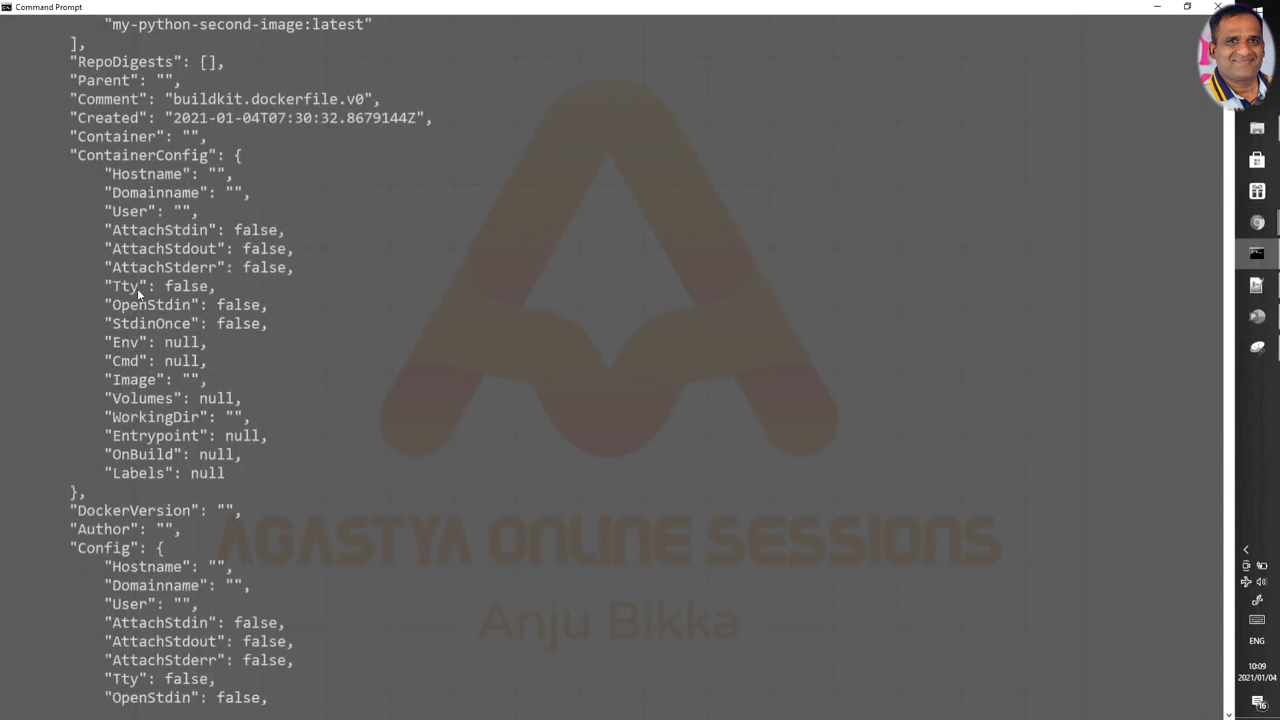 Command Prompt
"my-python-second-image:latest"
],
"RepoDigests": [],
"Parent": "",
"Comment": "buildkit.dockerfile.v0",
"Created": "2021-01-04T07:30:32.8679144Z",
"Container": "",
"ContainerConfig": {
"Hostname": "",
"Domainname": "",
"User": "",
"AttachStdin": false,
"AttachStdout": false,
"AttachStderr": false,
"Tty": false,
"OpenStdin": false,
"StdinOnce": false,
"Env": null,
"Cmd": null,
"Image": "",
"Volumes": null,
"WorkingDir": "",
"Entrypoint": null,
"OnBuild": null,
"Labels": null
},
"DockerVersion": "",
"Author": "",
"Config": {
"Hostname": "",
"Domainname": "",
"User": "",
"AttachStdin": false,
"AttachStdout": false,
"AttachStderr": false,
"Tty": false,
"OpenStdin": false,
AGASTYA ONLINE SESSIONS
Anju Bikka
ENG
10:09
2021/01/04
16